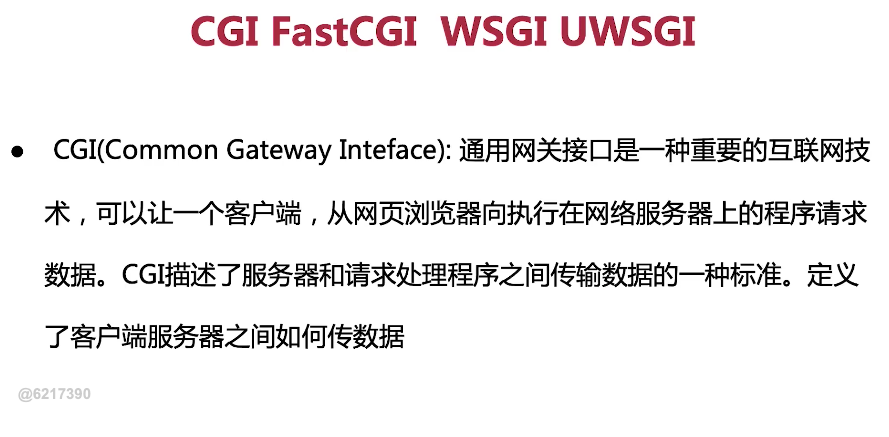 CGI FastCGI  WSGI UWSGI
● CGI(Common Gateway Inteface): 通用网关接口是一种重要的互联网技
术，可以让一个客户端，从网页浏览器向执行在网络服务器上的程序请求
数据。CGI描述了服务器和请求处理程序之间传输数据的一种标准。定义
了客户端服务器之间如何传数据
@6217390